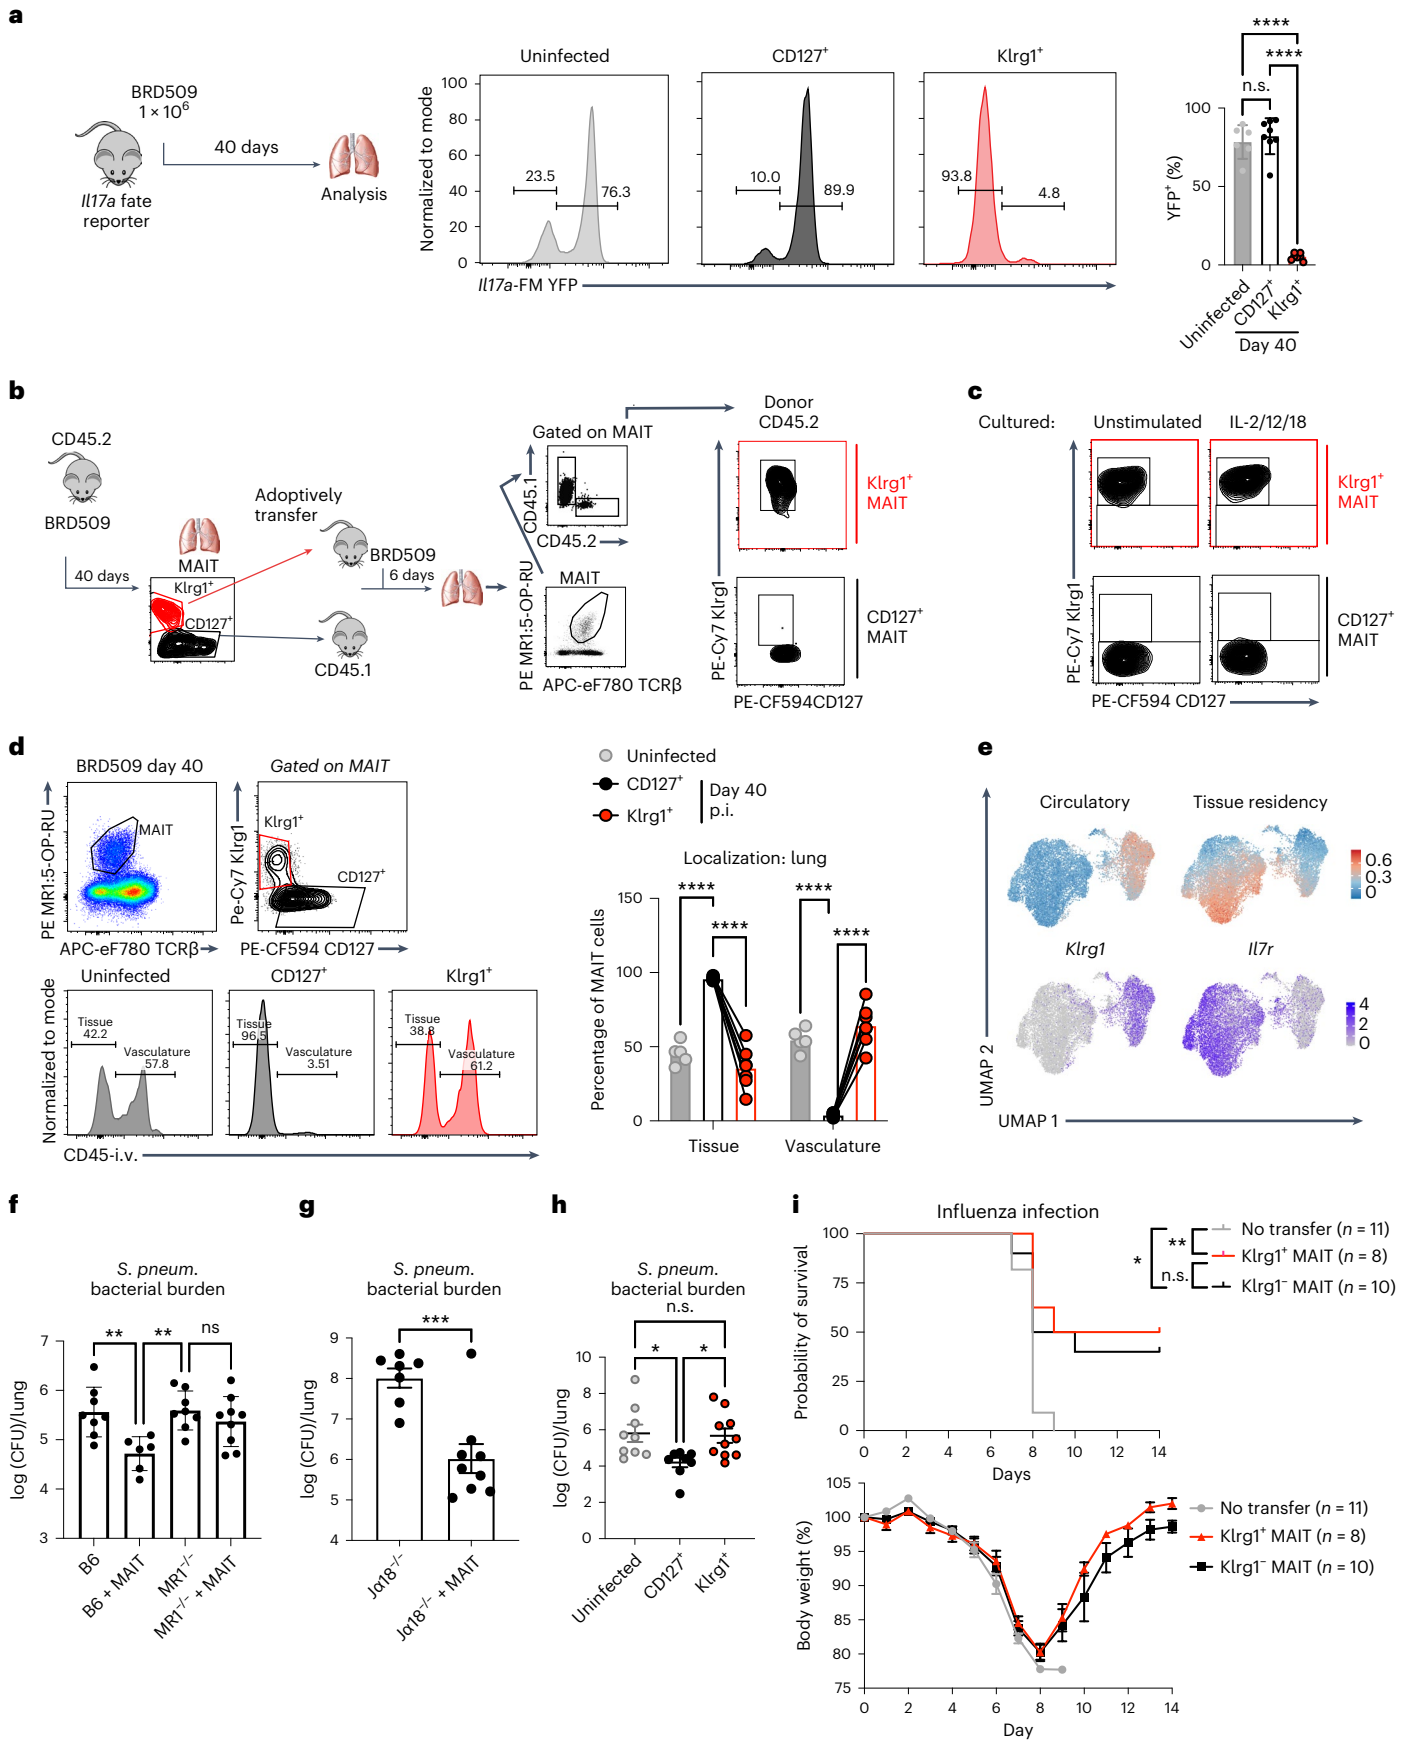 a
BRD509
1 × 10⁶
40 days
Il17a fate
reporter
Analysis
Uninfected
CD127⁺
Klrg1⁺
Normalized to mode
100
80
60
40
20
0
23.5
76.3
10.0
89.9
93.8
4.8
Il17a-FM YFP
****
****
n.s.
YFP⁺ (%)
100
50
0
Uninfected
CD127⁺
Klrg1⁺
Day 40
b
CD45.2
BRD509
40 days
MAIT
Klrg1⁺
CD127⁺
Adoptively
transfer
BRD509
6 days
CD45.1
Gated on MAIT
CD45.1
CD45.2
MAIT
PE MR1:5-OP-RU
APC-eF780 TCRβ
Donor
CD45.2
Klrg1⁺
MAIT
CD127⁺
MAIT
PE-Cy7 Klrg1
PE-CF594CD127
c
Cultured:
Unstimulated
IL-2/12/18
Klrg1⁺
MAIT
CD127⁺
MAIT
PE-Cy7 Klrg1
PE-CF594 CD127
d
BRD509 day 40
Gated on MAIT
MAIT
Klrg1⁺
CD127⁺
PE MR1:5-OP-RU
APC-eF780 TCRβ
Pe-Cy7 Klrg1
PE-CF594 CD127
Uninfected
CD127⁺
Klrg1⁺
Normalized to mode
Tissue
42.2
Vasculature
57.8
Tissue
96.5
Vasculature
3.51
Tissue
38.8
Vasculature
61.2
CD45-i.v.
Uninfected
CD127⁺
Klrg1⁺
Day 40
p.i.
Localization: lung
Percentage of MAIT cells
150
100
50
0
****
****
****
****
Tissue
Vasculature
e
Circulatory
Tissue residency
0.6
0.3
0
Klrg1
Il7r
4
2
0
UMAP 2
UMAP 1
f
S. pneum.
bacterial burden
log (CFU)/lung
7
6
5
4
3
**
**
ns
B6
B6 + MAIT
MR1⁻/⁻
MR1⁻/⁻ + MAIT
g
S. pneum.
bacterial burden
log (CFU)/lung
9
8
7
6
5
4
***
Jα18⁻/⁻
Jα18⁻/⁻ + MAIT
h
S. pneum.
bacterial burden
n.s.
*
*
log (CFU)/lung
10
8
6
4
2
0
Uninfected
CD127⁺
Klrg1⁺
i
Influenza infection
Probability of survival
100
75
50
25
0
0
2
4
6
8
10
12
14
Days
*
**
n.s.
No transfer (n = 11)
Klrg1⁺ MAIT (n = 8)
Klrg1⁻ MAIT (n = 10)
Body weight (%)
105
100
95
90
85
80
75
0
2
4
6
8
10
12
14
Day
No transfer (n = 11)
Klrg1⁺ MAIT (n = 8)
Klrg1⁻ MAIT (n = 10)